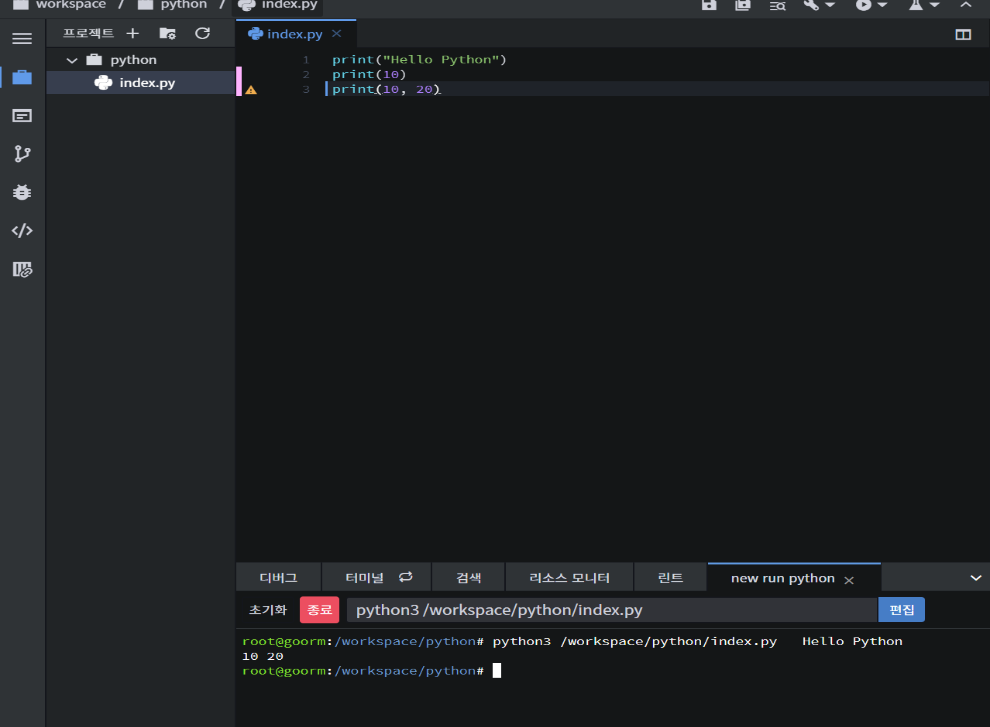 workspace / python / index.py
프로젝트
index.py
python
index.py
1 print("Hello Python")
2 print(10)
3 print(10, 20)
디버그 터미널 검색 리소스 모니터 린트 new run python
초기화 종료 python3 /workspace/python/index.py 편집
root@goorm:/workspace/python# python3 /workspace/python/index.py Hello Python
10 20
root@goorm:/workspace/python#